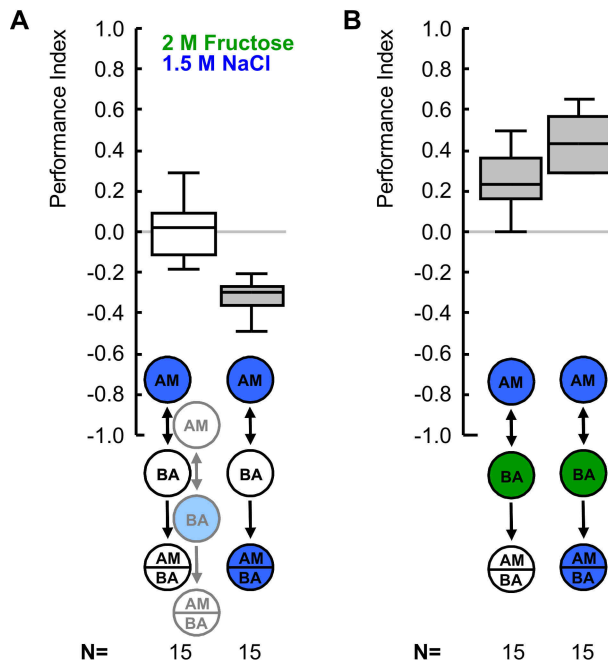 A
2 M Fructose
1.5 M NaCl
Performance Index
1.0
0.8
0.6
0.4
0.2
0.0
-0.2
-0.4
-0.6
-0.8
-1.0
AM
AM
AM
BA
BA
BA
AM
BA
AM
BA
AM
BA
N=
15
15
B
Performance Index
1.0
0.8
0.6
0.4
0.2
0.0
-0.2
-0.4
-0.6
-0.8
-1.0
AM
AM
BA
BA
AM
BA
AM
BA
15
15